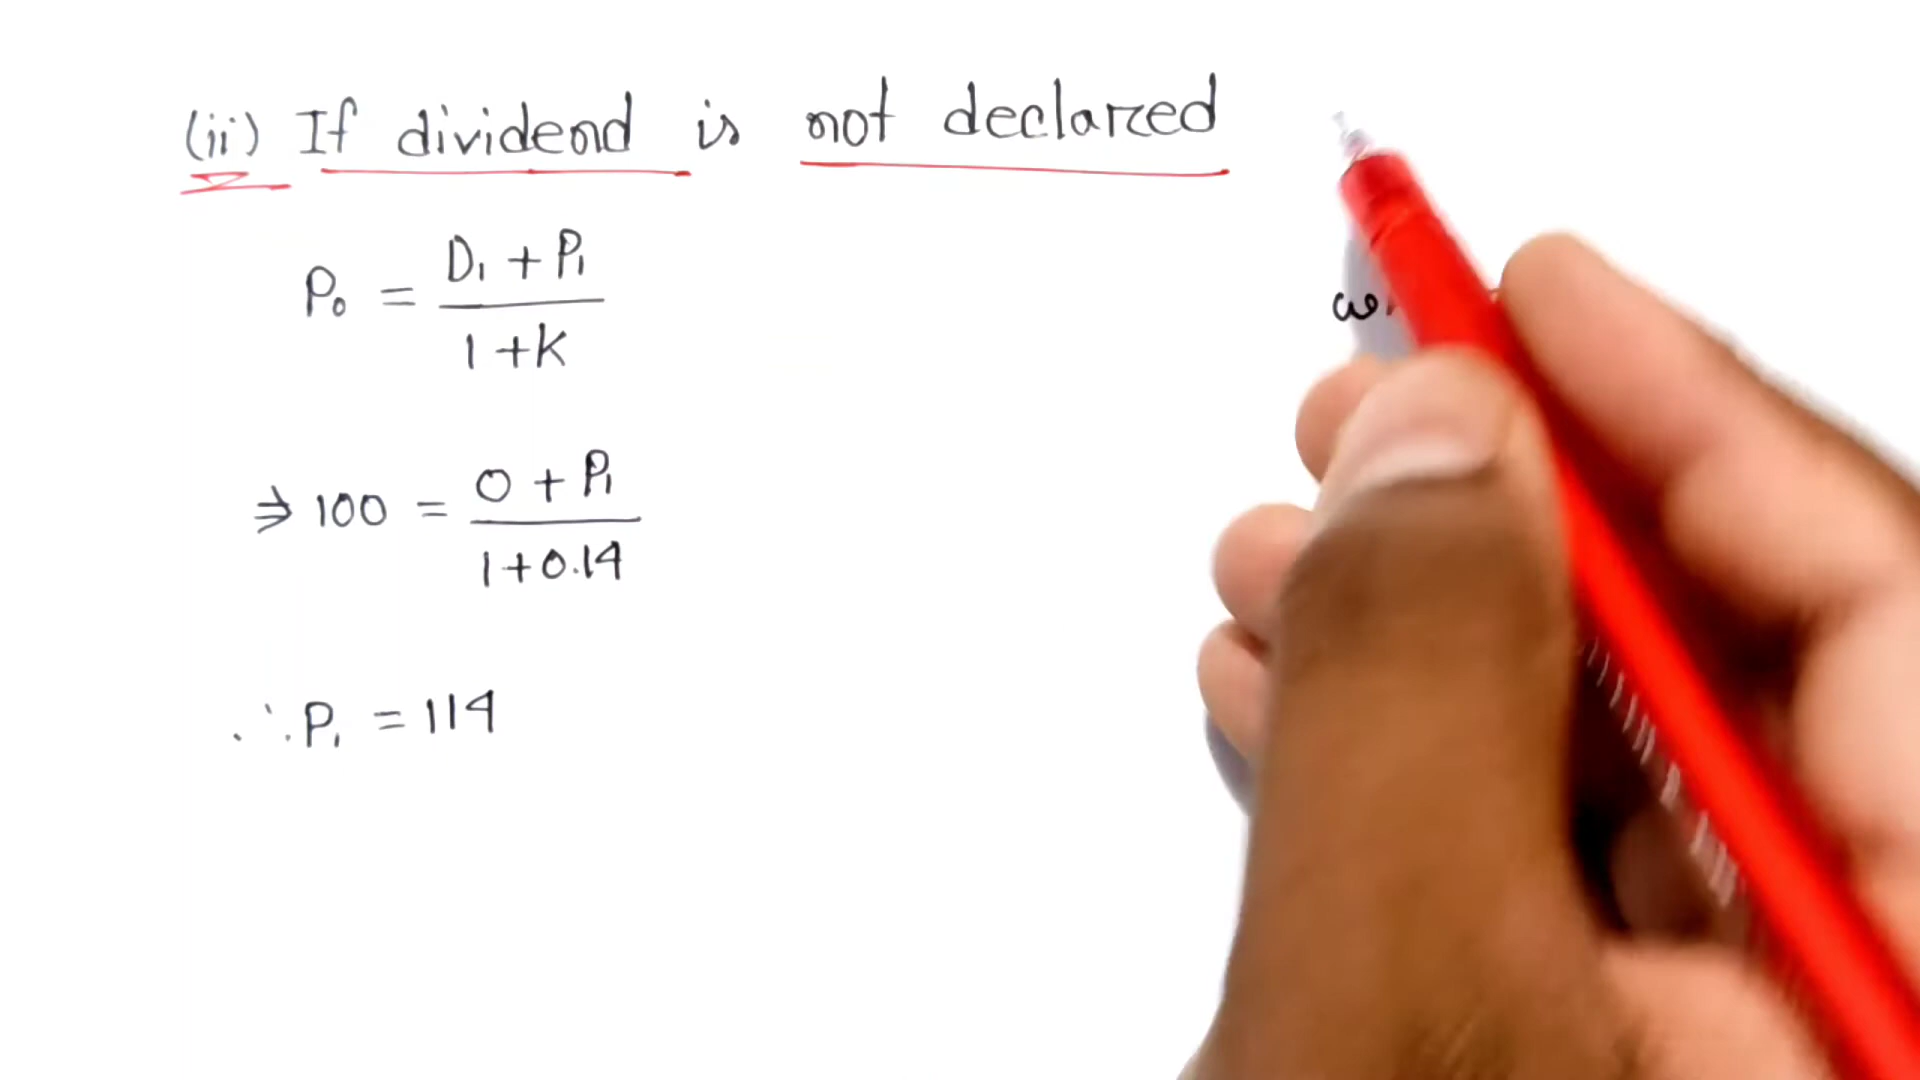 (ii) If dividend is not declared
P₀ = D₁ + P₁ / 1 + K
⇒ 100 = 0 + P₁ / 1 + 0.14
∴ P₁ = 114